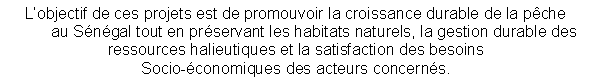 L'objectif de ces projets est de promouvoir la croissance durable de la pêche
au Sénégal tout en préservant les habitats naturels, la gestion durable des
ressources halieutiques et la satisfaction des besoins
Socio-économiques des acteurs concernés.